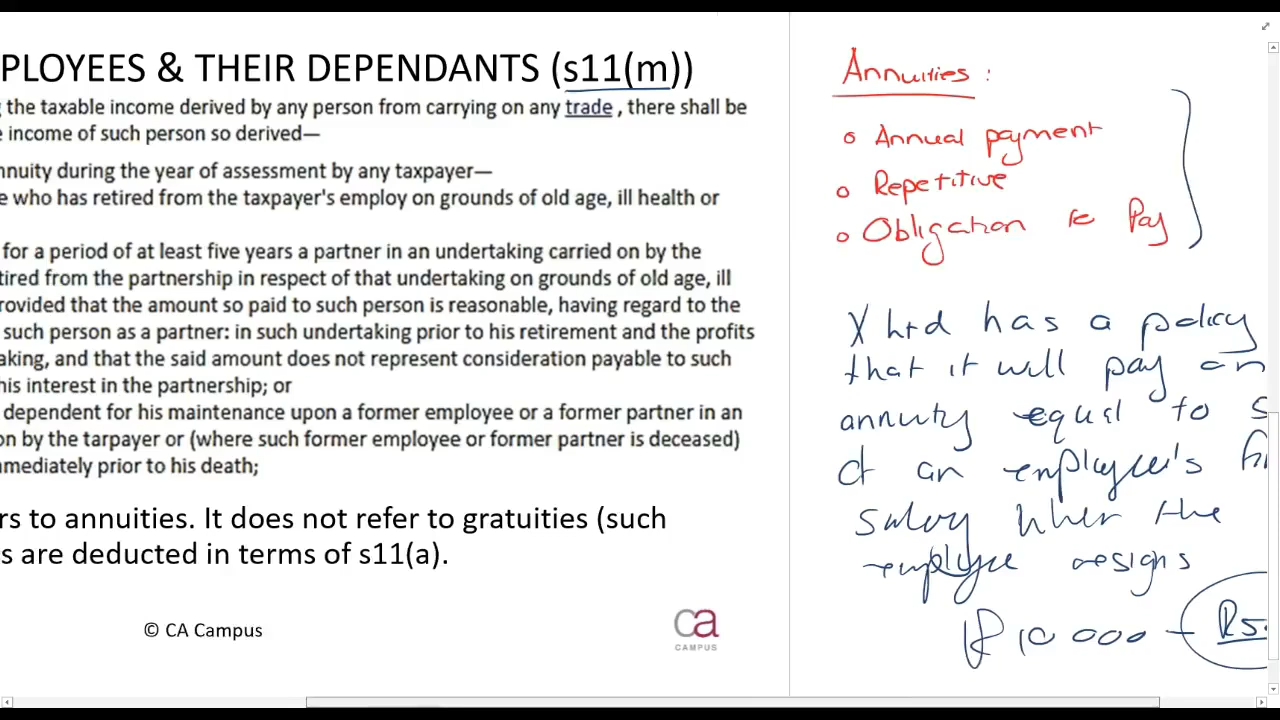 PLOYEES & THEIR DEPENDANTS (s11(m))
the taxable income derived by any person from carrying on any trade , there shall be
income of such person so derived—
nnuity during the year of assessment by any taxpayer—
e who has retired from the taxpayer's employ on grounds of old age, ill health or
for a period of at least five years a partner in an undertaking carried on by the
tired from the partnership in respect of that undertaking on grounds of old age, ill
rovided that the amount so paid to such person is reasonable, having regard to the
such person as a partner: in such undertaking prior to his retirement and the profits
aking, and that the said amount does not represent consideration payable to such
his interest in the partnership; or
dependent for his maintenance upon a former employee or a former partner in an
on by the tarpayer or (where such former employee or former partner is deceased)
mmediately prior to his death;
rs to annuities. It does not refer to gratuities (such
s are deducted in terms of s11(a).
© CA Campus
ca
CAMPUS
Annuities :
Annual payment
Repetitive
Obligation to Pay
X Ltd has a policy
that it will pay an
annuity equal to
of an employee's
salary when the
employee resigns
R10 000
R5